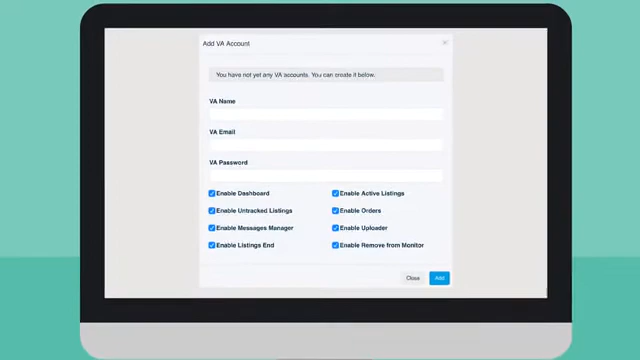 Add VA Account
You have not yet any VA accounts. You can create it below.
VA Name
VA Email
VA Password
Enable Dashboard
Enable Active Listings
Enable Untracked Listings
Enable Orders
Enable Messages Manager
Enable Uploader
Enable Listings End
Enable Remove from Monitor
Close
Add